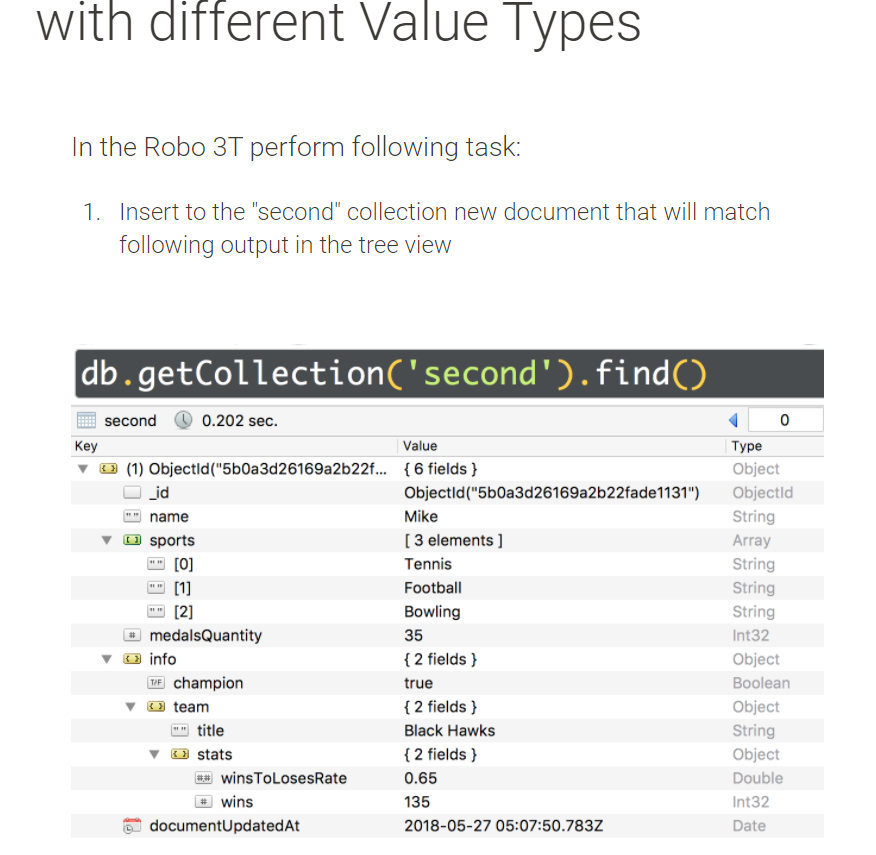 with different Value Types
In the Robo 3T perform following task:
1. Insert to the "second" collection new document that will match
following output in the tree view
db.getCollection('second').find()
second 0.202 sec. 0
Key Value Type
(1) ObjectId("5b0a3d26169a2b22f... { 6 fields } Object
_id ObjectId("5b0a3d26169a2b22fade1131") ObjectId
"" name Mike String
sports [ 3 elements ] Array
"" [0] Tennis String
"" [1] Football String
"" [2] Bowling String
# medalsQuantity 35 Int32
info { 2 fields } Object
T/F champion true Boolean
team { 2 fields } Object
"" title Black Hawks String
stats { 2 fields } Object
#.# winsToLosesRate 0.65 Double
# wins 135 Int32
documentUpdatedAt 2018-05-27 05:07:50.783Z Date